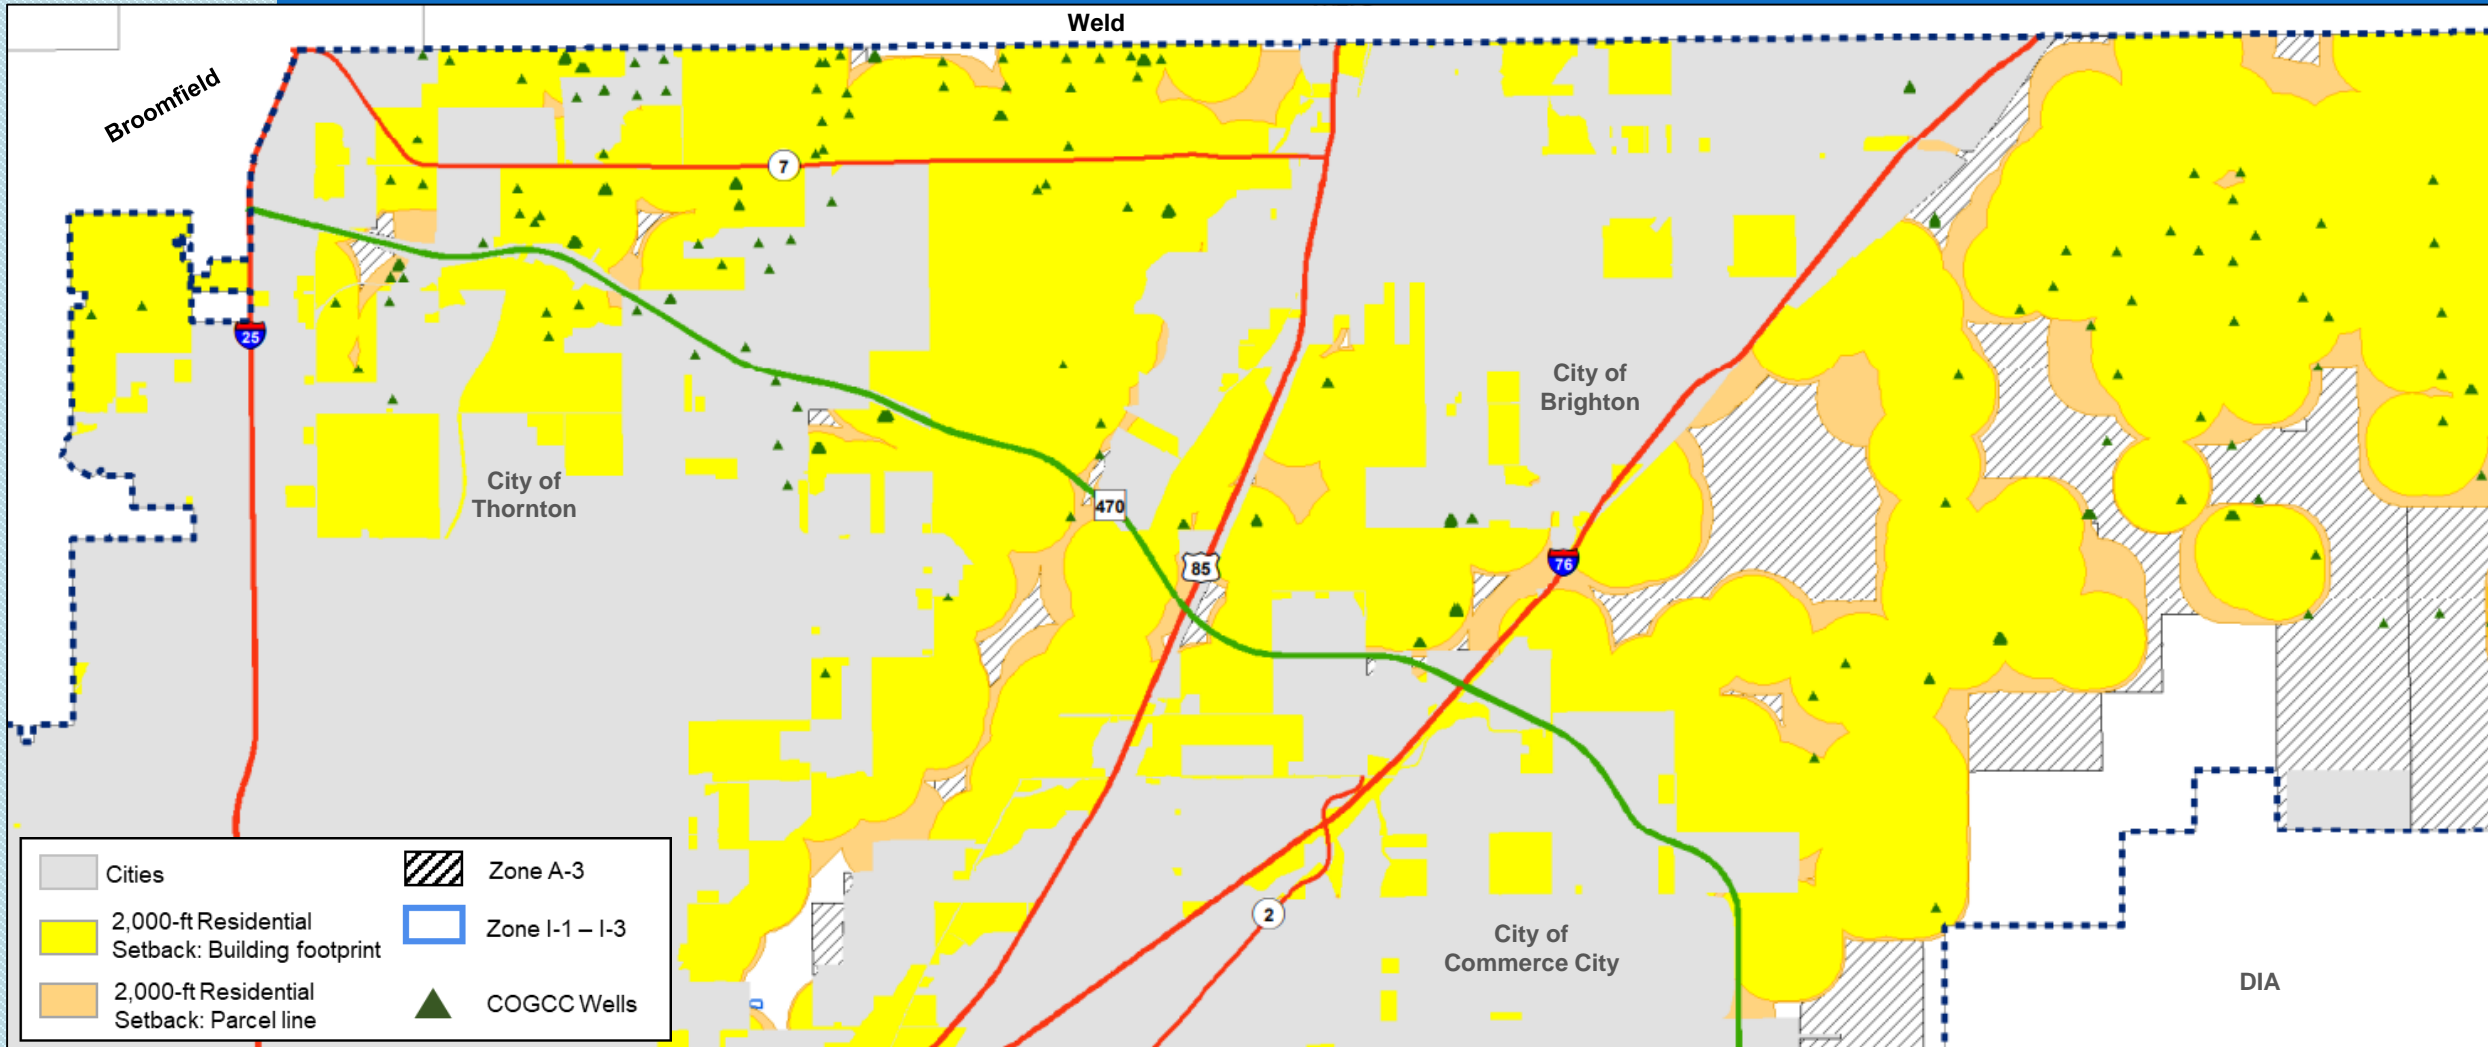 Weld
Broomfield
7
25
City of
Brighton
City of
Thornton
470
85
76
2
City of
Commerce City
DIA
Cities
2,000-ft Residential
Setback: Building footprint
2,000-ft Residential
Setback: Parcel line
Zone A-3
Zone I-1 – I-3
COGCC Wells